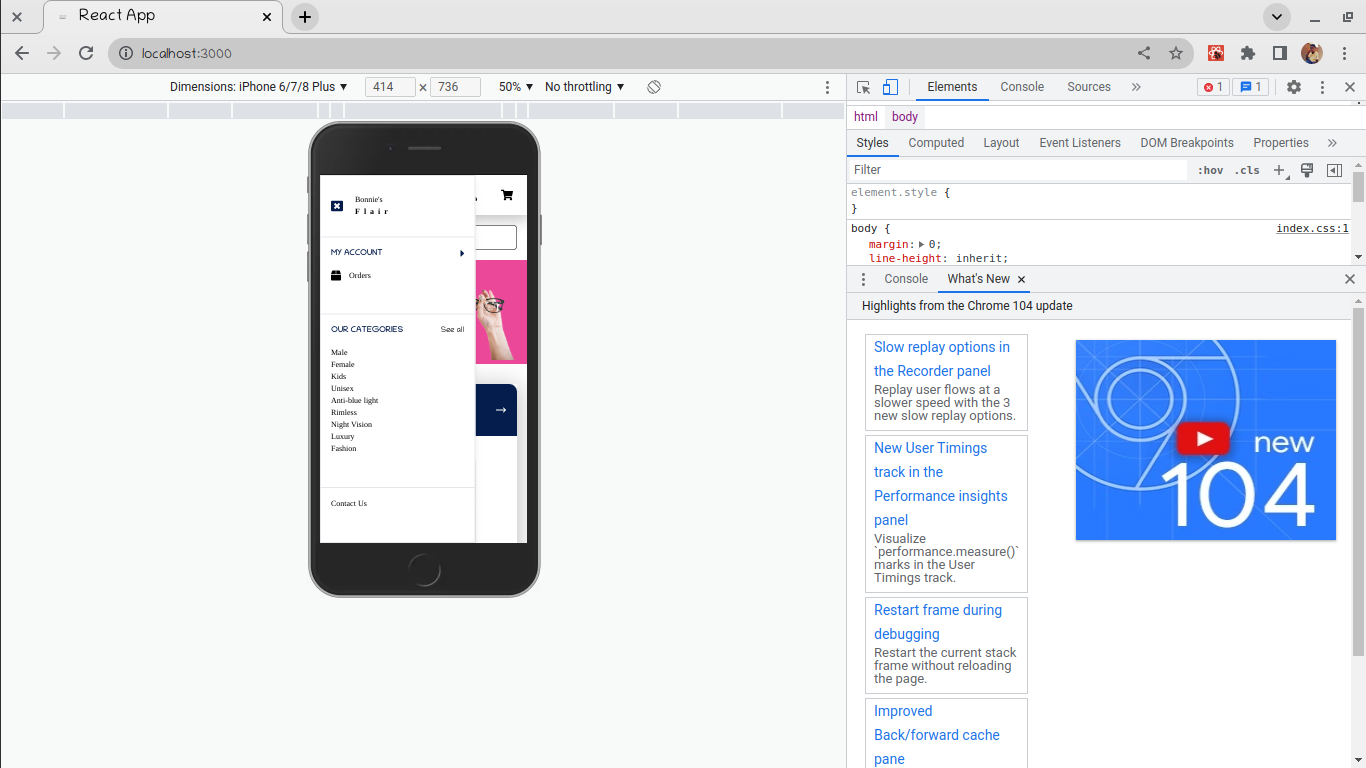 React App
localhost:3000
Dimensions: iPhone 6/7/8 Plus 414 × 736 50% No throttling
Bonnie's
Flair
MY ACCOUNT
Orders
OUR CATEGORIES See all
Male
Female
Kids
Unisex
Anti-blue light
Rimless
Night Vision
Luxury
Fashion
Contact Us
Elements Console Sources » 1 1
html body
Styles Computed Layout Event Listeners DOM Breakpoints Properties »
Filter :hov .cls
element.style {
}
body { index.css:1
margin: 0;
line-height: inherit;
Console What's New
Highlights from the Chrome 104 update
Slow replay options in
the Recorder panel
Replay user flows at a
slower speed with the 3
new slow replay options.
New User Timings
track in the
Performance insights
panel
Visualize
`performance.measure()`
marks in the User
Timings track.
Restart frame during
debugging
Restart the current stack
frame without reloading
the page.
Improved
Back/forward cache
pane
new
104